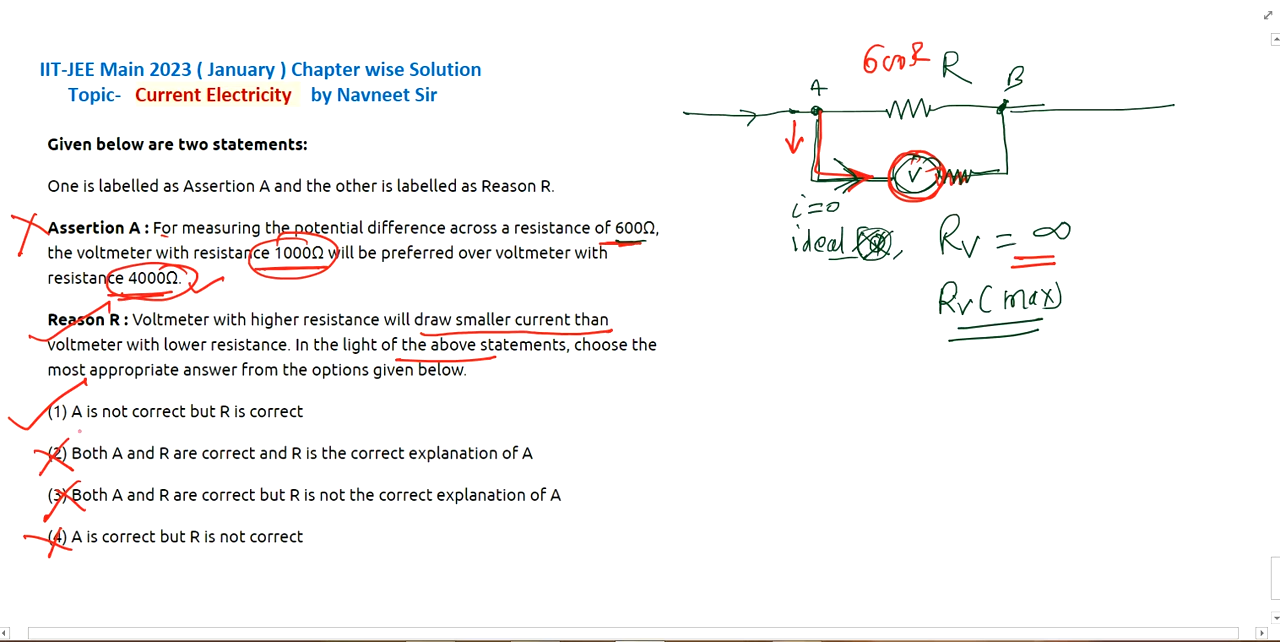 IIT-JEE Main 2023 ( January ) Chapter wise Solution
Topic- Current Electricity by Navneet Sir
Given below are two statements:
One is labelled as Assertion A and the other is labelled as Reason R.
Assertion A : For measuring the potential difference across a resistance of 600Ω,
the voltmeter with resistance 1000Ω will be preferred over voltmeter with
resistance 4000Ω.
Reason R : Voltmeter with higher resistance will draw smaller current than
voltmeter with lower resistance. In the light of the above statements, choose the
most appropriate answer from the options given below.
(1) A is not correct but R is correct
(2) Both A and R are correct and R is the correct explanation of A
(3) Both A and R are correct but R is not the correct explanation of A
(4) A is correct but R is not correct
600Ω R
A B
V
i=0
ideal
Rv = ∞
Rv (max)